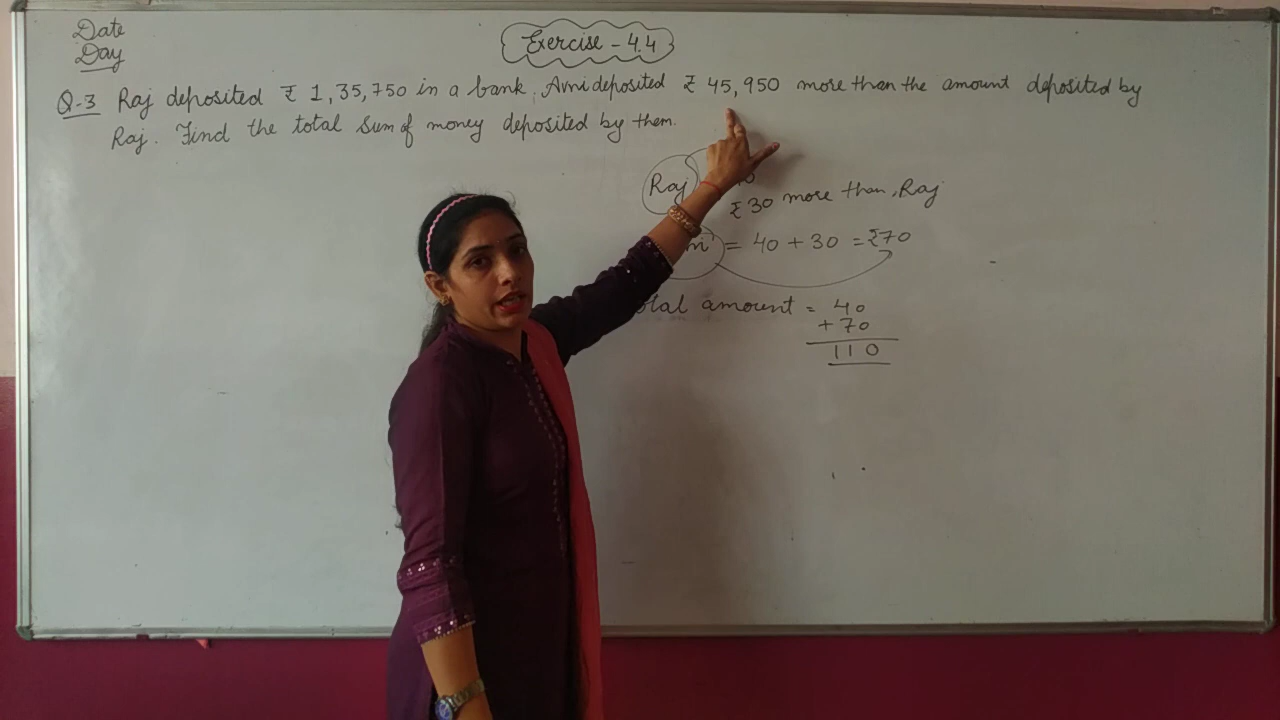 Date
Day
Exercise - 4.4
Q-3 Raj deposited ₹ 1,35,750 in a bank. Avni deposited ₹ 45,950 more than the amount deposited by
Raj. Find the total sum of money deposited by them.
Raj
₹30 more than Raj
= 40 + 30 = ₹70
amount = 40
+ 70
110